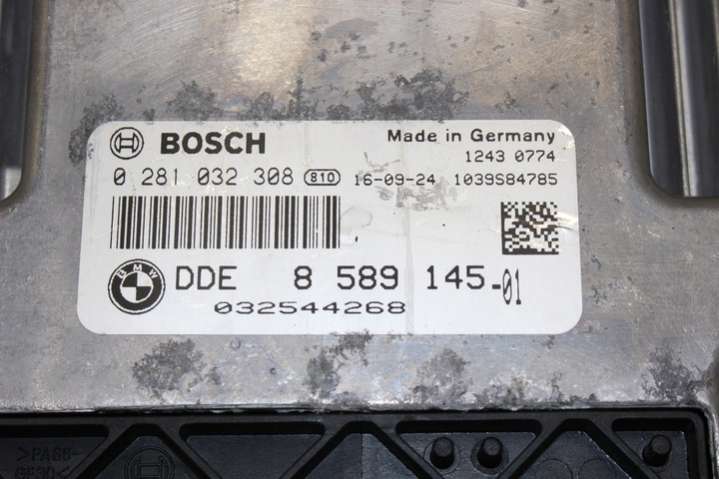 BOSCH Made in Germany
1243 0774
0 281 032 308 810 16-09-24 1039S84785
BMW DDE 8 589 145-01
032544268